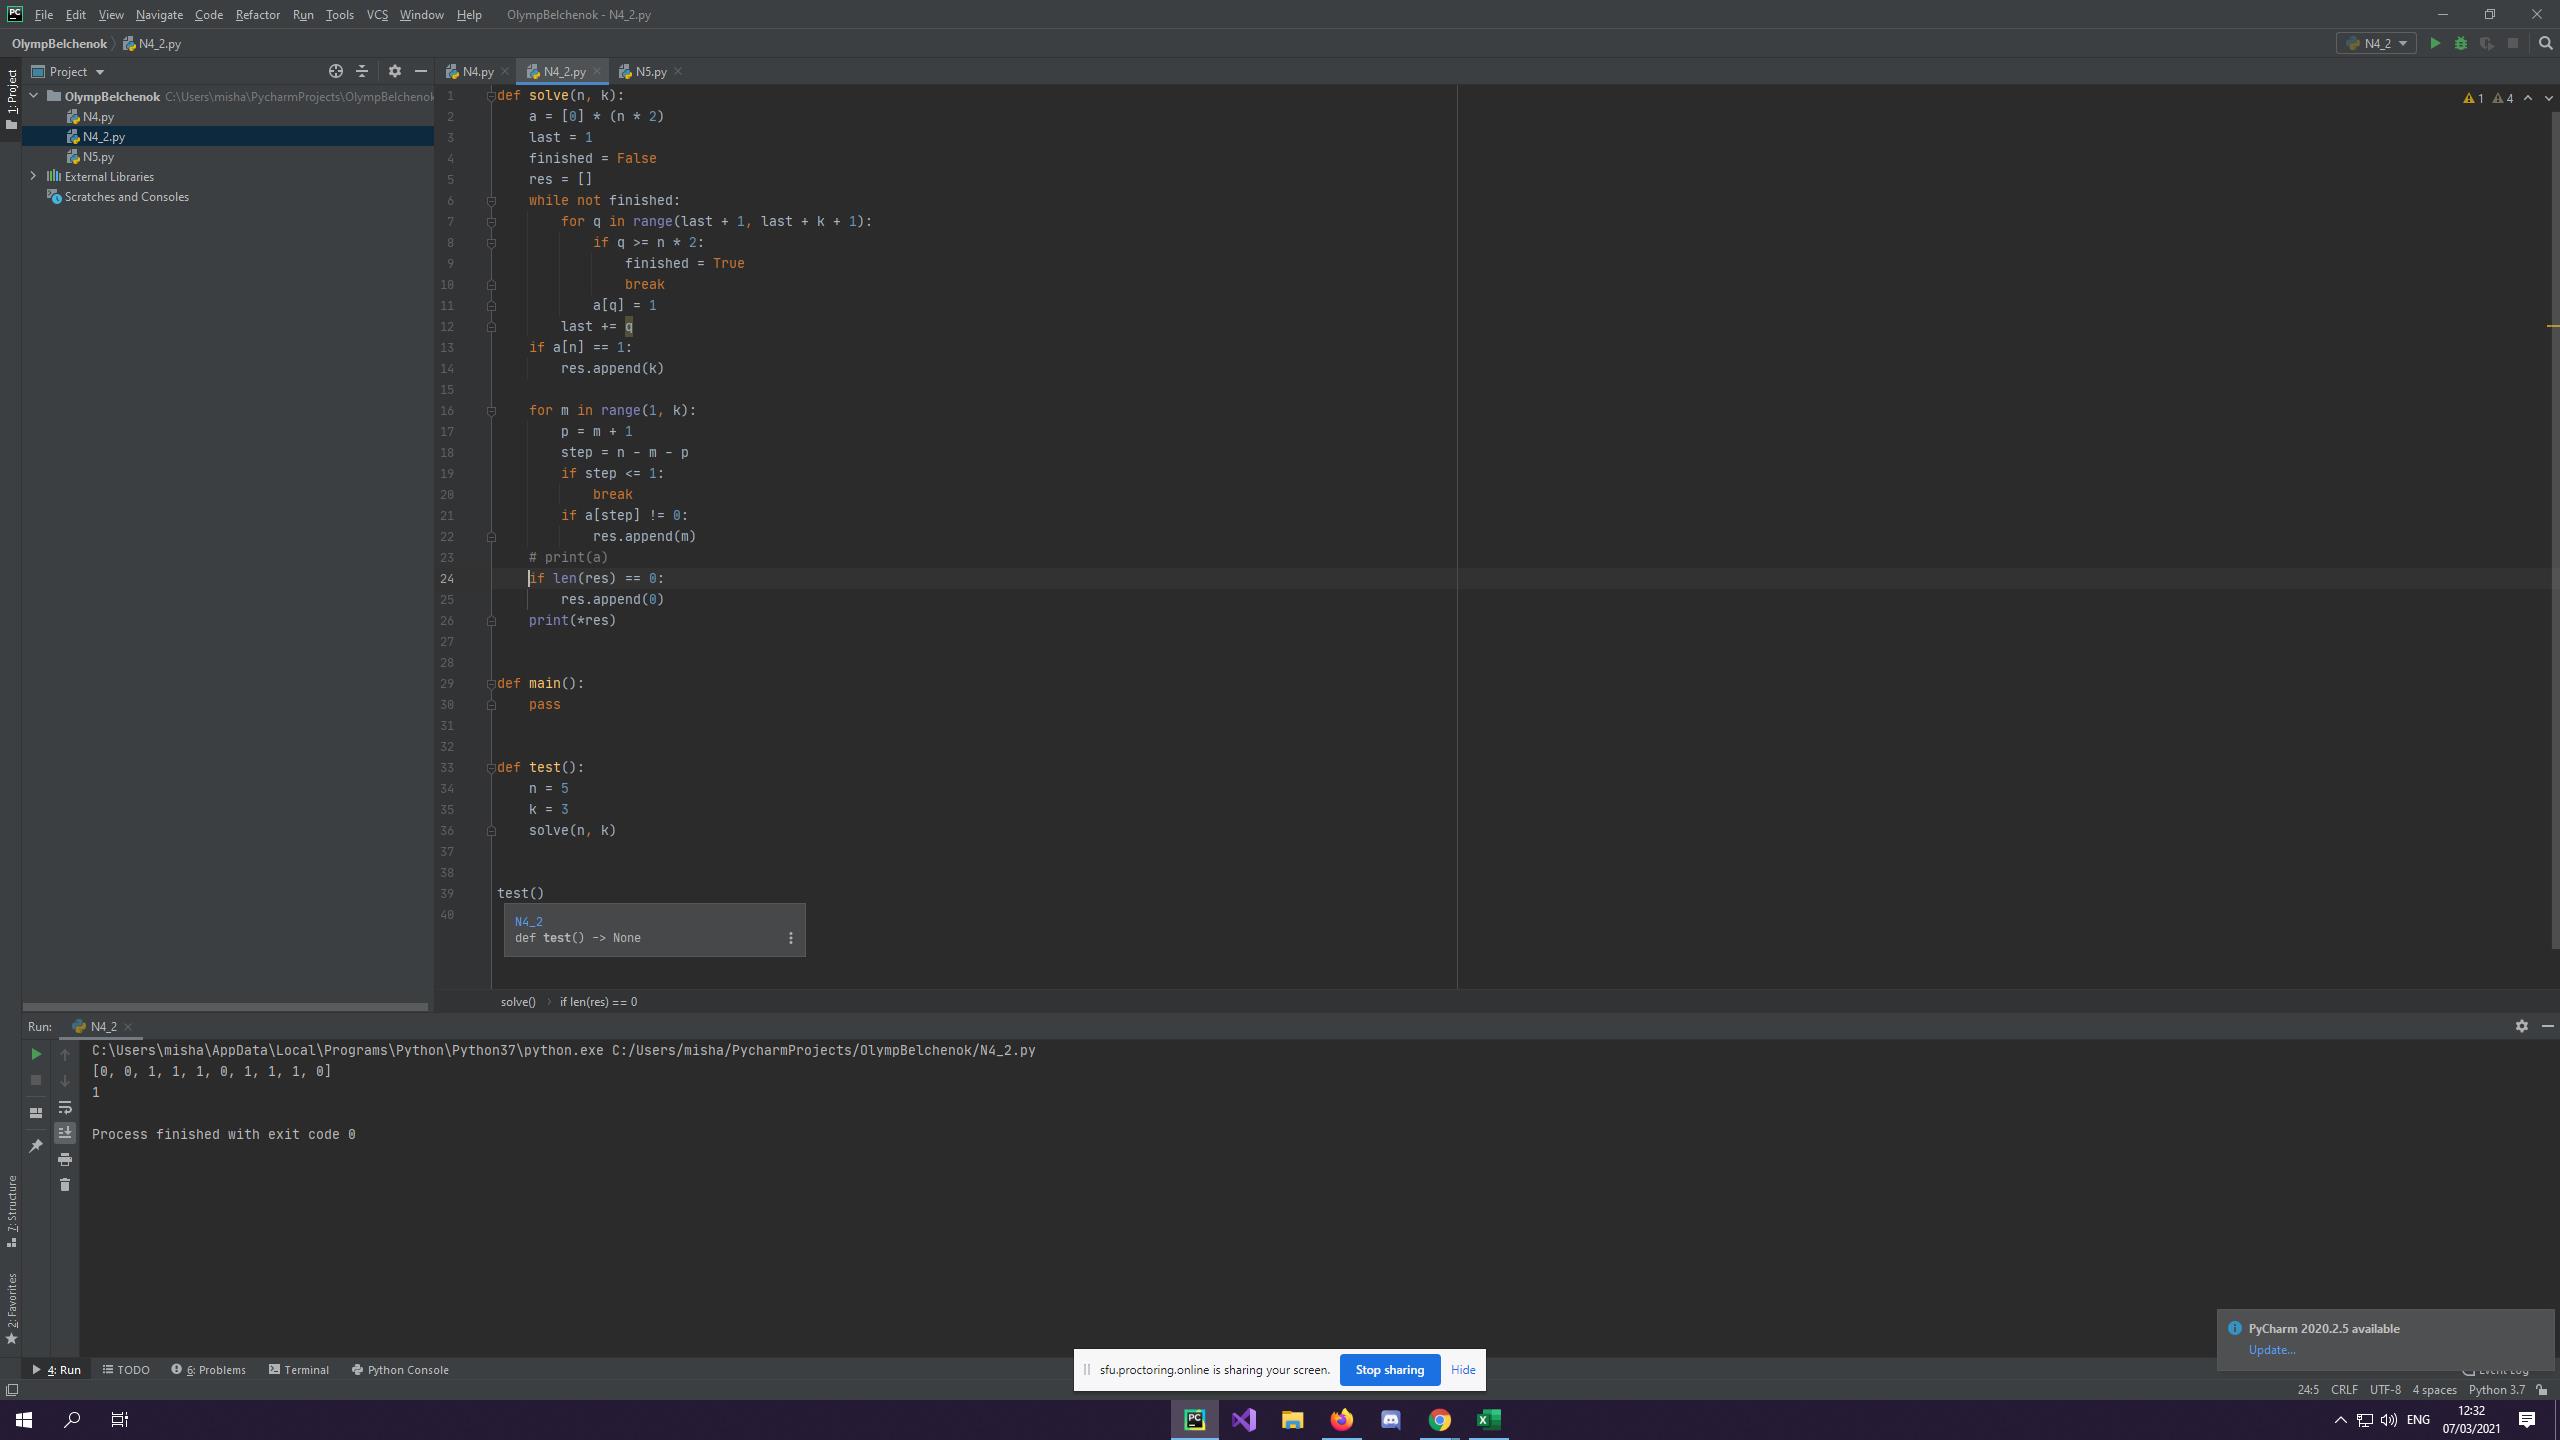 File Edit View Navigate Code Refactor Run Tools VCS Window Help OlympBelchenok - N4_2.py
OlympBelchenok N4_2.py
N4_2
Project
N4.py N4_2.py N5.py
1: Project
OlympBelchenok C:\Users\misha\PycharmProjects\OlympBelchenok
N4.py
N4_2.py
N5.py
External Libraries
Scratches and Consoles
1 4
1 def solve(n, k):
2 a = [0] * (n * 2)
3 last = 1
4 finished = False
5 res = []
6 while not finished:
7 for q in range(last + 1, last + k + 1):
8 if q >= n * 2:
9 finished = True
10 break
11 a[q] = 1
12 last += q
13 if a[n] == 1:
14 res.append(k)
15
16 for m in range(1, k):
17 p = m + 1
18 step = n - m - p
19 if step <= 1:
20 break
21 if a[step] != 0:
22 res.append(m)
23 # print(a)
24 if len(res) == 0:
25 res.append(0)
26 print(*res)
27
28
29 def main():
30 pass
31
32
33 def test():
34 n = 5
35 k = 3
36 solve(n, k)
37
38
39 test()
40
N4_2
def test() -> None
solve() if len(res) == 0
Run: N4_2
C:\Users\misha\AppData\Local\Programs\Python\Python37\python.exe C:/Users/misha/PycharmProjects/OlympBelchenok/N4_2.py
[0, 0, 1, 1, 1, 0, 1, 1, 1, 0]
1
Process finished with exit code 0
7: Structure
2: Favorites
PyCharm 2020.2.5 available
Update...
4: Run TODO 6: Problems Terminal Python Console
Event Log
sfu.proctoring.online is sharing your screen. Stop sharing Hide
24:5 CRLF UTF-8 4 spaces Python 3.7
ENG
12:32
07/03/2021